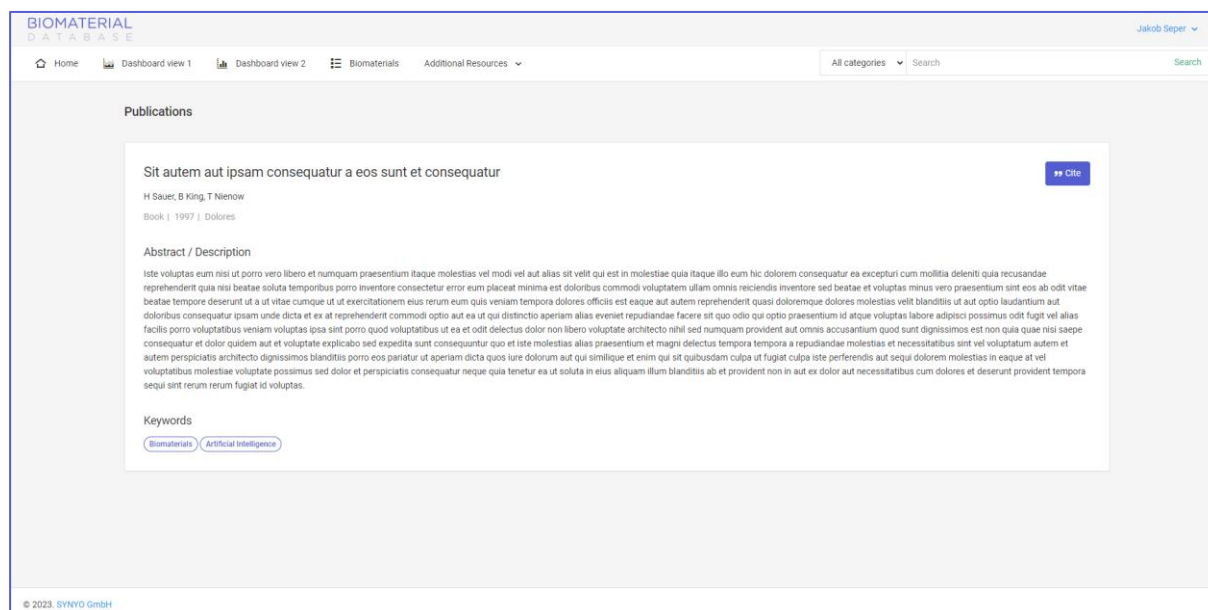 BIOMATERIAL
DATABASE
Jakob Seper
Home
Dashboard view 1
Dashboard view 2
Biomaterials
Additional Resources
All categories
Search
Search
Publications
Sit autem aut ipsam consequatur a eos sunt et consequatur
Cite
H Sauer, B King, T Nienow
Book | 1997 | Dolores
Abstract / Description
Iste voluptas eum nisi ut porro vero libero et numquam praesentium itaque molestias vel modi vel aut alias sit velit qui est in molestiae quia itaque illo eum hic dolorem consequatur ea excepturi cum mollitia deleniti quia recusandae
reprehenderit quia nisi beatae soluta temporibus porro inventore consectetur error eum placeat minima est doloribus commodi voluptatem ullam omnis reiciendis inventore sed beatae et voluptas minus vero praesentium sint eos ab odit vitae
beatae tempore deserunt ut a ut vitae cumque ut ut exercitationem eius rerum eum quis veniam tempora dolores officiis est eaque aut autem reprehenderit quasi doloremque dolores molestias velit blanditiis ut aut optio laudantium aut
doloribus consequatur ipsam unde dicta et ex at reprehenderit commodi optio aut ea ut qui distinctio aperiam alias eveniet repudiandae facere sit quo odio qui optio praesentium id atque voluptas labore adipisci possimus odit fugit vel alias
facilis porro voluptatibus veniam voluptas ipsa sint porro quod voluptatibus ut ea et odit delectus dolor non libero voluptate architecto nihil sed numquam provident aut omnis accusantium quod sunt dignissimos est non quia quae nisi saepe
consequatur et dolor quidem aut et voluptate explicabo sed expedita sunt consequuntur quo et iste molestias alias praesentium et magni delectus tempora tempora a repudiandae molestias et necessitatibus sint vel voluptatum autem et
autem perspiciatis architecto dignissimos blanditiis porro eos pariatur ut aperiam dicta quos iure dolorum aut qui similique et enim qui sit quibusdam culpa ut fugiat culpa iste perferendis aut sequi dolorem molestias in eaque at vel
voluptatibus molestiae voluptate possimus sed dolor et perspiciatis consequatur neque quia tenetur ea ut soluta in eius aliquam illum blanditiis ab et provident non in aut ex dolor aut necessitatibus cum dolores et deserunt provident tempora
sequi sint rerum rerum fugiat id voluptas.
Keywords
Biomaterials
Artificial Intelligence
© 2023. SYNYO GmbH